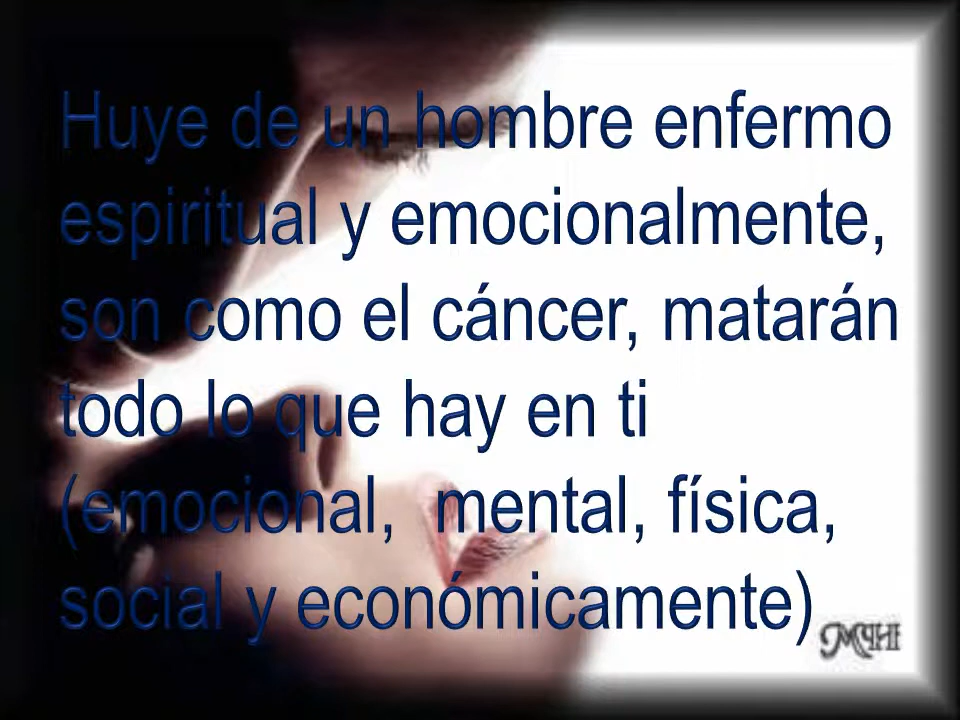 Huye de un hombre enfermo
espiritual y emocionalmente,
son como el cáncer, matarán
todo lo que hay en ti
(emocional, mental, física,
social y económicamente)
MCHI